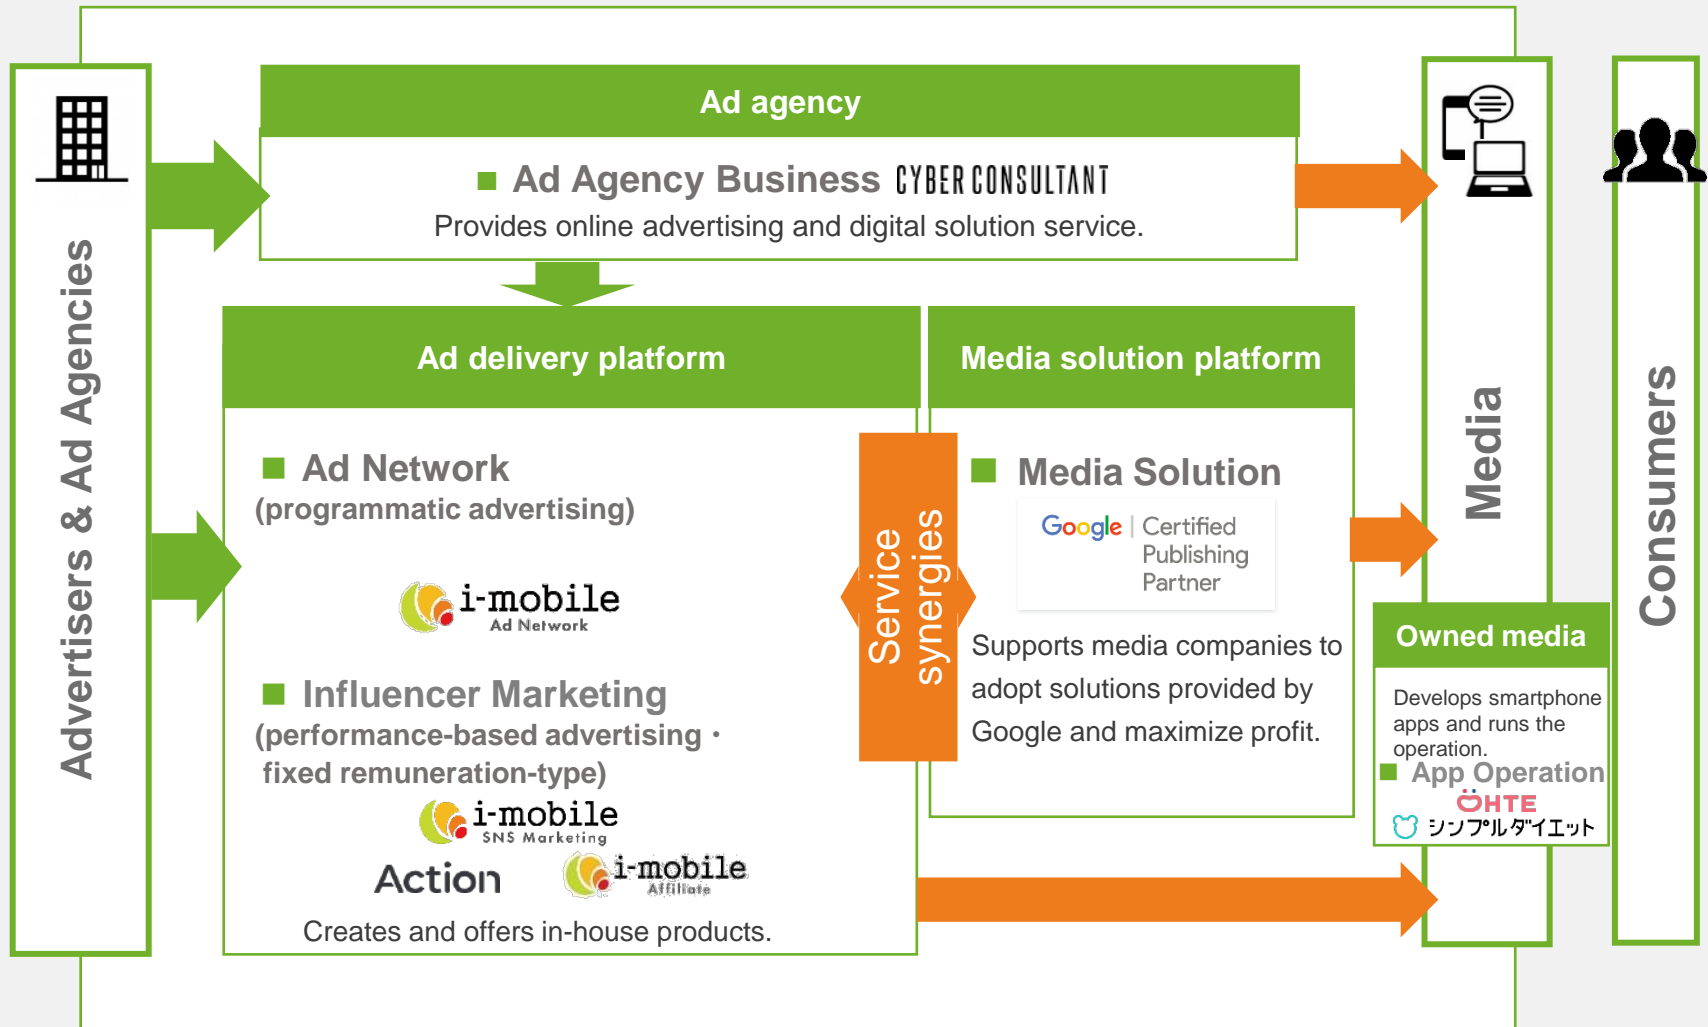 Advertisers & Ad Agencies
Ad agency
■ Ad Agency Business CYBER CONSULTANT
Provides online advertising and digital solution service.
Ad delivery platform
■ Ad Network
(programmatic advertising)
i-mobile
Ad Network
■ Influencer Marketing
(performance-based advertising・
fixed remuneration-type)
i-mobile
SNS Marketing
Action
i-mobile
Affiliate
Creates and offers in-house products.
Service
synergies
Media solution platform
■ Media Solution
Google | Certified
Publishing
Partner
Supports media companies to
adopt solutions provided by
Google and maximize profit.
Media
Owned media
Develops smartphone
apps and runs the
operation.
■ App Operation
OHTE
シンプルダイエット
Consumers